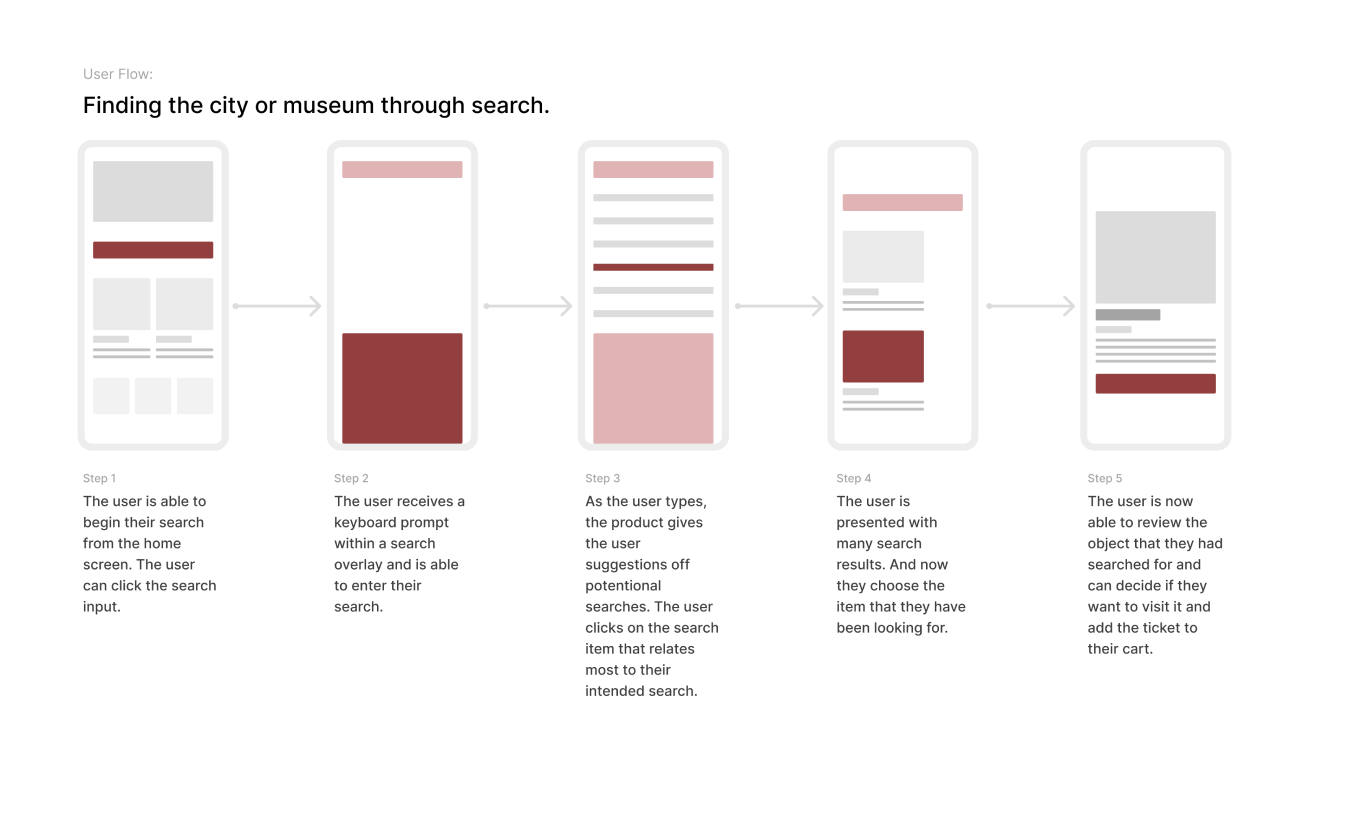 User Flow:
Finding the city or museum through search.
Step 1
The user is able to
begin their search
from the home
screen. The user
can click the search
input.
Step 2
The user receives a
keyboard prompt
within a search
overlay and is able
to enter their
search.
Step 3
As the user types,
the product gives
the user
suggestions off
potentional
searches. The user
clicks on the search
item that relates
most to their
intended search.
Step 4
The user is
presented with
many search
results. And now
they choose the
item that they have
been looking for.
Step 5
The user is now
able to review the
object that they had
searched for and
can decide if they
want to visit it and
add the ticket to
their cart.